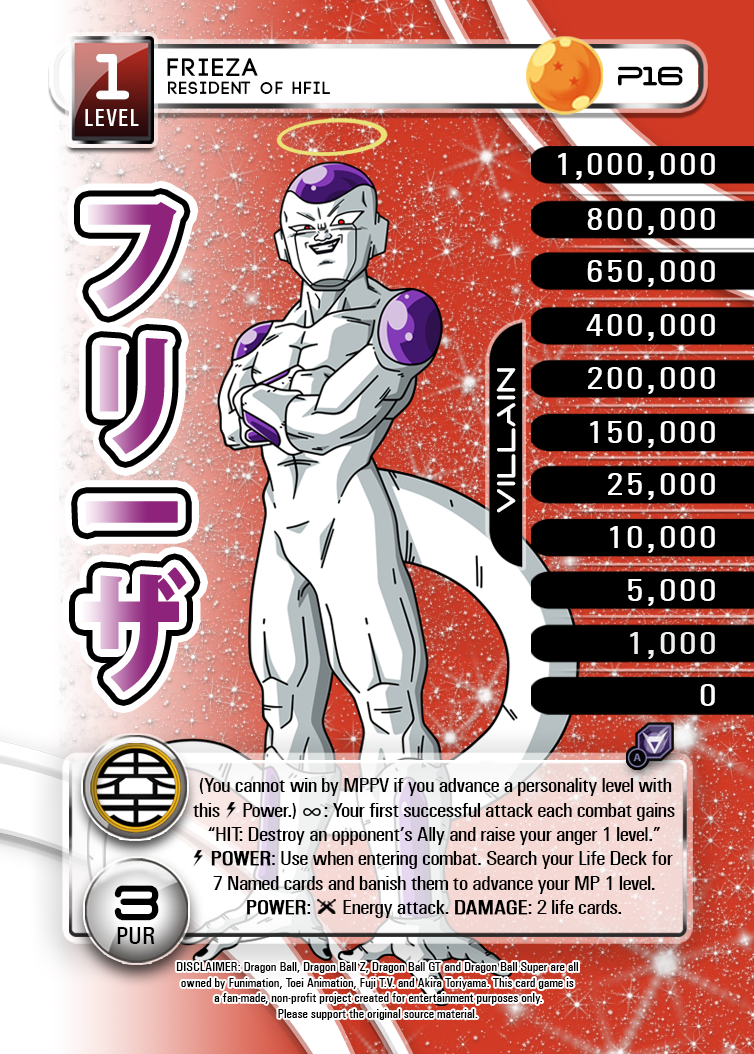 1
LEVEL
FRIEZA
RESIDENT OF HFIL
P16
フリーザ
VILLAIN
1,000,000
800,000
650,000
400,000
200,000
150,000
25,000
10,000
5,000
1,000
0
A
(You cannot win by MPPV if you advance a personality level with
this Power.) ∞: Your first successful attack each combat gains
“HIT: Destroy an opponent's Ally and raise your anger 1 level.”
POWER: Use when entering combat. Search your Life Deck for
7 Named cards and banish them to advance your MP 1 level.
POWER: Energy attack. DAMAGE: 2 life cards.
3
PUR
DISCLAIMER: Dragon Ball, Dragon Ball Z, Dragon Ball GT and Dragon Ball Super are all
owned by Funimation, Toei Animation, Fuji T.V. and Akira Toriyama. This card game is
a fan-made, non-profit project created for entertainment purposes only.
Please support the original source material.